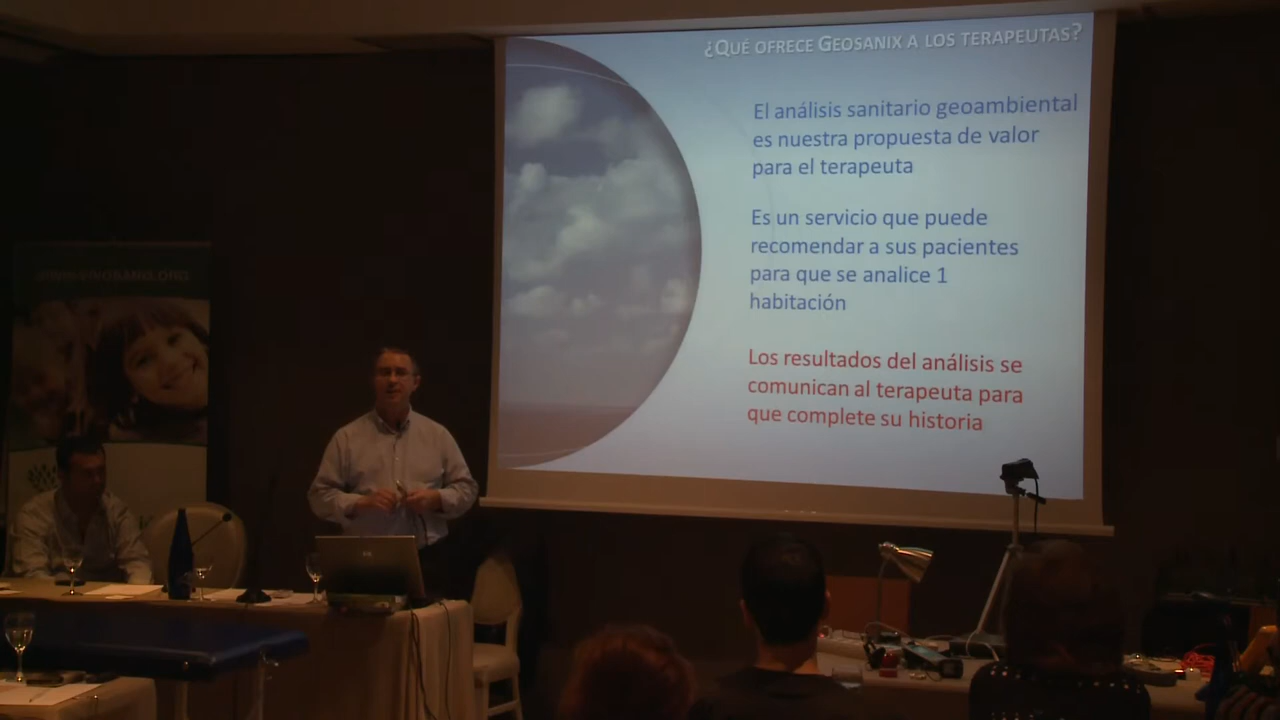 ¿QUÉ OFRECE GEOSANIX A LOS TERAPEUTAS?
El análisis sanitario geoambiental
es nuestra propuesta de valor
para el terapeuta
Es un servicio que puede
recomendar a sus pacientes
para que se analice 1
habitación
Los resultados del análisis se
comunican al terapeuta para
que complete su historia